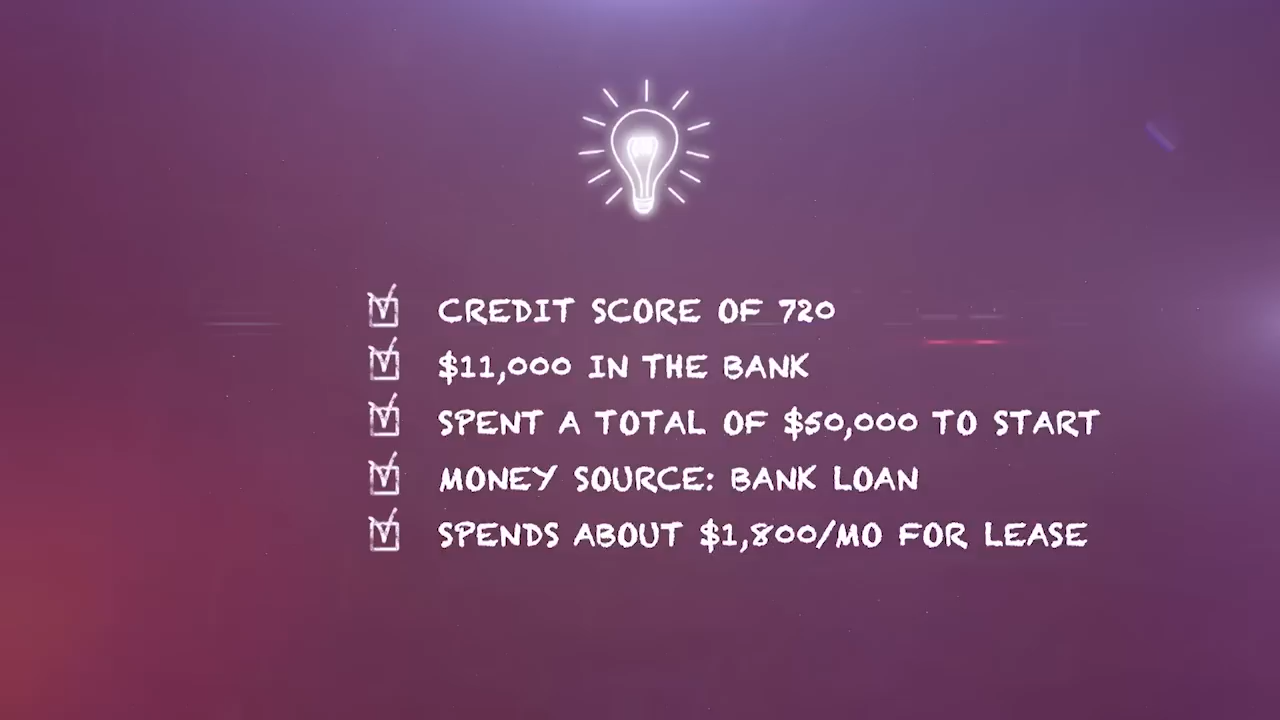 CREDIT SCORE OF 720
$11,000 IN THE BANK
SPENT A TOTAL OF $50,000 TO START
MONEY SOURCE: BANK LOAN
SPENDS ABOUT $1,800/MO FOR LEASE